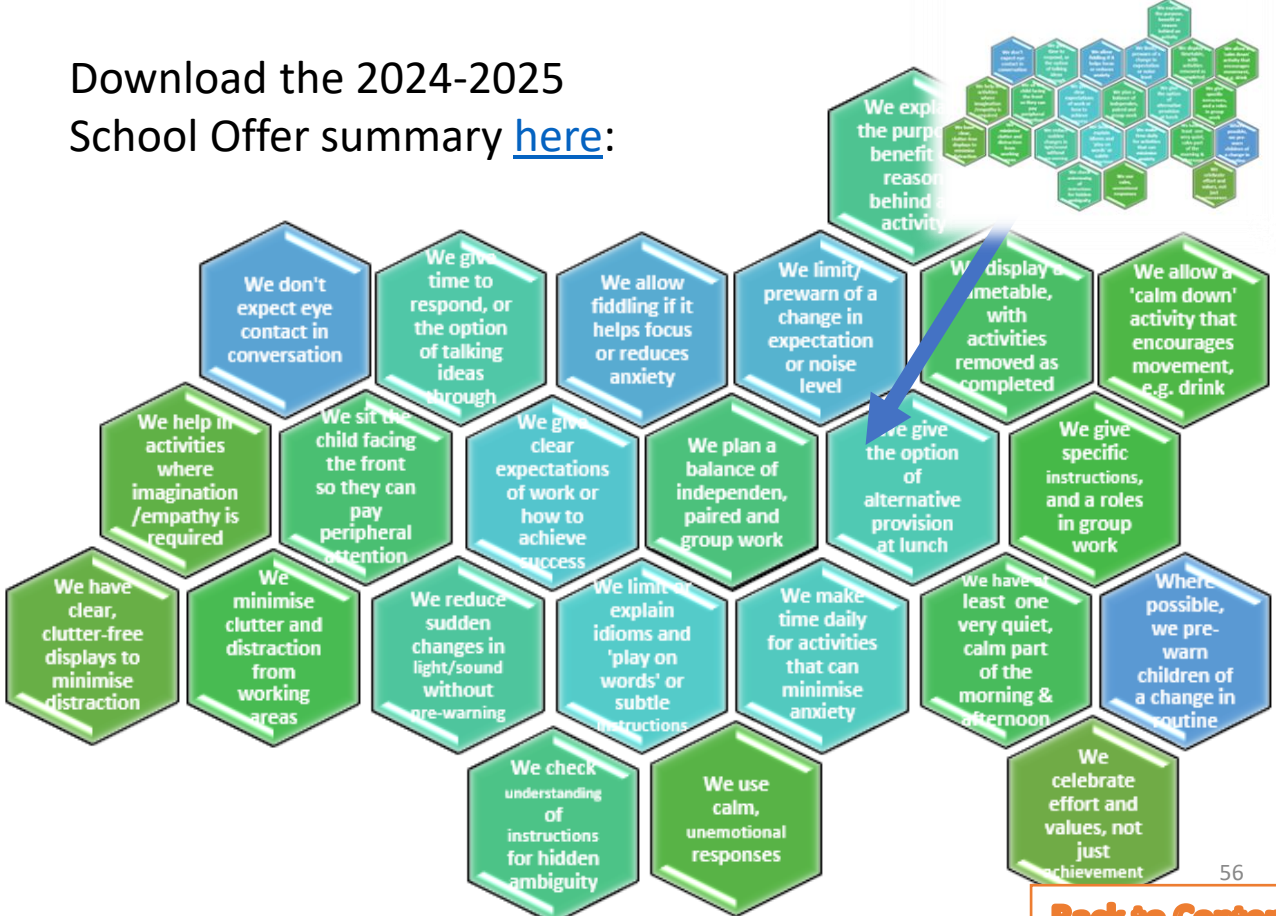 Download the 2024-2025
School Offer summary here:
We expla
the purp
benefit
reason
behind a
activity
We don't
expect eye
contact in
conversation
We give
time to
respond, or
the option
of talking
ideas
through
We allow
fiddling if it
helps focus
or reduces
anxiety
We limit/
prewarn of a
change in
expectation
or noise
level
We display a
timetable,
with
activities
removed as
completed
We allow a
'calm down'
activity that
encourages
movement,
e.g. drink
We help in
activities
where
imagination
/empathy is
required
We sit the
child facing
the front
so they can
pay
peripheral
attention
We give
clear
expectations
of work or
how to
achieve
success
We plan a
balance of
independen,
paired and
group work
We give
the option
of
alternative
provision
at lunch
We give
specific
instructions,
and a roles
in group
work
We have
clear,
clutter-free
displays to
minimise
distraction
We
minimise
clutter and
distraction
from
working
areas
We reduce
sudden
changes in
light/sound
without
pre-warning
We limit or
explain
idioms and
'play on
words' or
subtle
instructions
We make
time daily
for activities
that can
minimise
anxiety
We have at
least one
very quiet,
calm part
of the
morning &
afternoon
Where
possible,
we pre-
warn
children of
a change in
routine
We check
understanding
of
instructions
for hidden
ambiguity
We use
calm,
unemotional
responses
We
celebrate
effort and
values, not
just
achievement
56